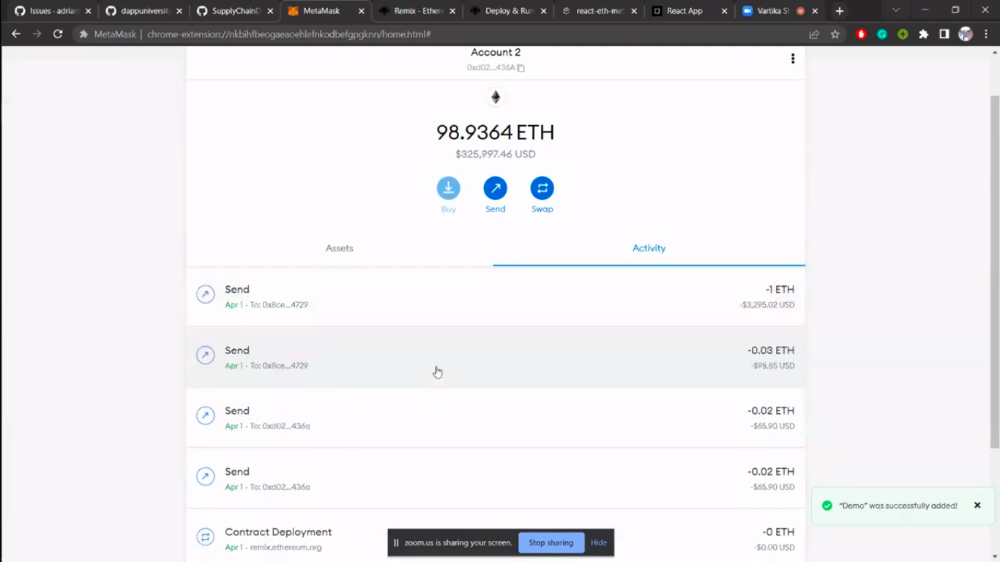 Issues - adrian
dappuniversity
SupplyChainD
MetaMask
Remix - Ether
Deploy & Run
react-eth-me
React App
Vartika Sh
MetaMask | chrome-extension://nkbihfbeogaeaoehlefnkodbefgpgknn/home.html#
Account 2
0xd02...436A
98.9364 ETH
$325,997.46 USD
Buy
Send
Swap
Assets
Activity
Send
-1 ETH
Apr 1 · To: 0x8ce...4729
-$3,295.02 USD
Send
-0.03 ETH
Apr 1 · To: 0x8ce...4729
-$98.85 USD
Send
-0.02 ETH
Apr 1 · To: 0xd02...436a
-$65.90 USD
Send
-0.02 ETH
Apr 1 · To: 0xd02...436a
-$65.90 USD
"Demo" was successfully added!
Contract Deployment
-0 ETH
Apr 1 · remix.ethereum.org
-$0.00 USD
zoom.us is sharing your screen.
Stop sharing
Hide